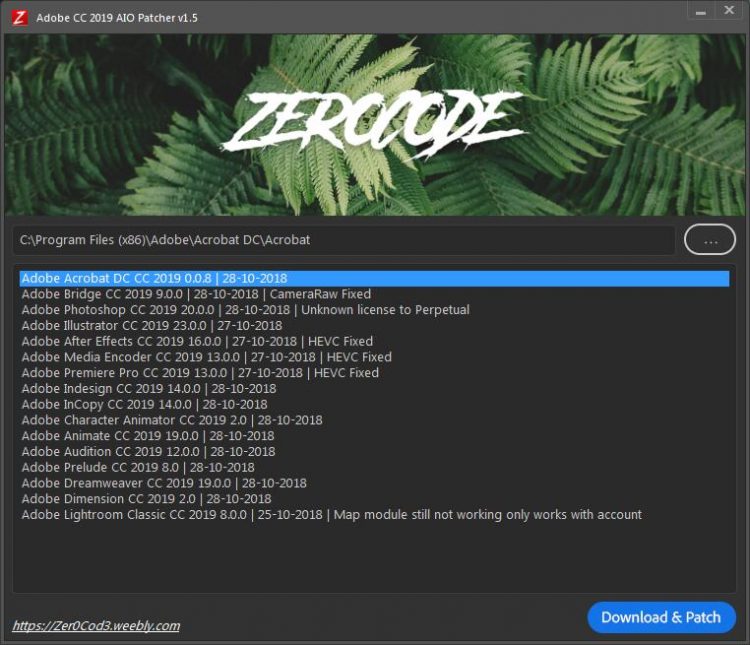 Adobe CC 2019 AIO Patcher v1.5
ZEROCODE
C:\Program Files (x86)\Adobe\Acrobat DC\Acrobat
...
Adobe Acrobat DC CC 2019 0.0.8 | 28-10-2018
Adobe Bridge CC 2019 9.0.0 | 28-10-2018 | CameraRaw Fixed
Adobe Photoshop CC 2019 20.0.0 | 28-10-2018 | Unknown license to Perpetual
Adobe Illustrator CC 2019 23.0.0 | 27-10-2018
Adobe After Effects CC 2019 16.0.0 | 27-10-2018 | HEVC Fixed
Adobe Media Encoder CC 2019 13.0.0 | 27-10-2018 | HEVC Fixed
Adobe Premiere Pro CC 2019 13.0.0 | 27-10-2018 | HEVC Fixed
Adobe Indesign CC 2019 14.0.0 | 28-10-2018
Adobe InCopy CC 2019 14.0.0 | 28-10-2018
Adobe Character Animator CC 2019 2.0 | 28-10-2018
Adobe Animate CC 2019 19.0.0 | 28-10-2018
Adobe Audition CC 2019 12.0.0 | 28-10-2018
Adobe Prelude CC 2019 8.0 | 28-10-2018
Adobe Dreamweaver CC 2019 19.0.0 | 28-10-2018
Adobe Dimension CC 2019 2.0 | 28-10-2018
Adobe Lightroom Classic CC 2019 8.0.0 | 25-10-2018 | Map module still not working only works with account
https://Zer0Cod3.weebly.com
Download & Patch